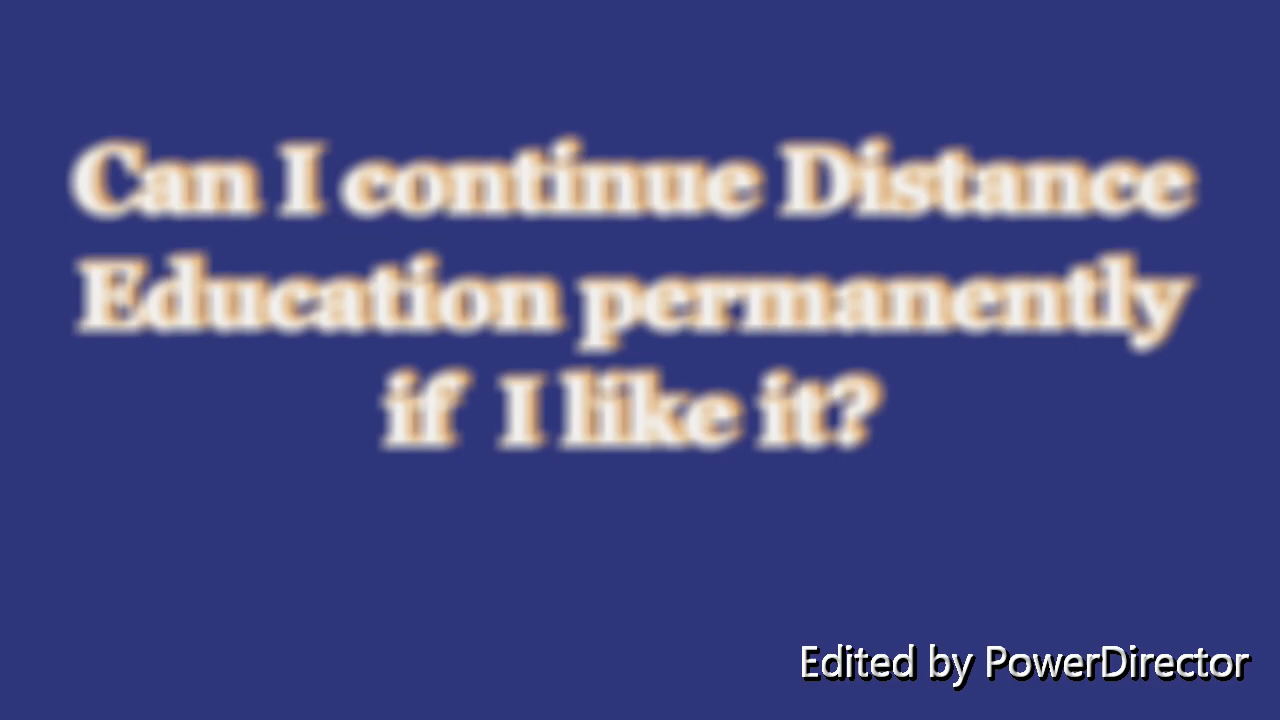 Can I continue Distance
Education permanently
if I like it?
Edited by PowerDirector